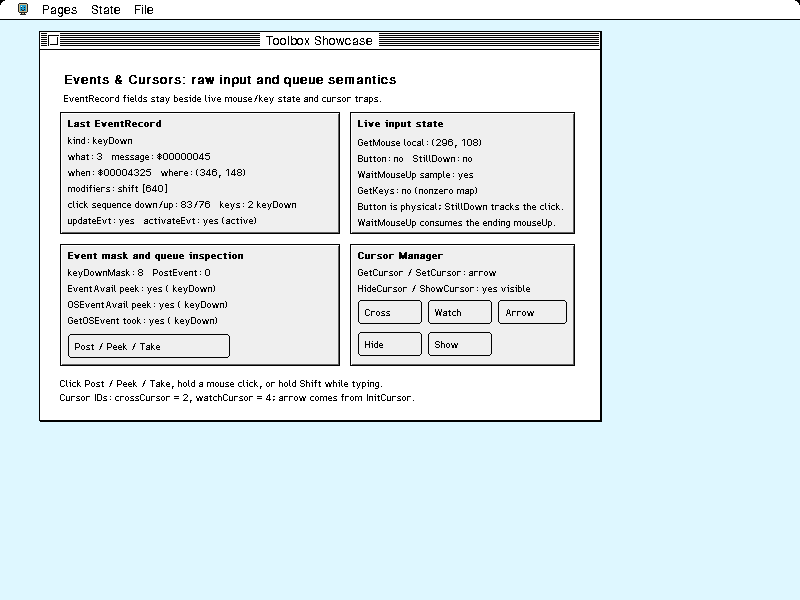 Pages State File
Toolbox Showcase
Events & Cursors: raw input and queue semantics
EventRecord fields stay beside live mouse/key state and cursor traps.
Last EventRecord
kind: keyDown
what: 3 message: $00000045
when: $00004325 where: (346, 148)
modifiers: shift [640]
click sequence down/up: 83/76 keys: 2 keyDown
updateEvt: yes activateEvt: yes (active)
Live input state
GetMouse local: (296, 108)
Button: no StillDown: no
WaitMouseUp sample: yes
GetKeys: no (nonzero map)
Button is physical; StillDown tracks the click.
WaitMouseUp consumes the ending mouseUp.
Event mask and queue inspection
keyDownMask: 8 PostEvent: 0
EventAvail peek: yes ( keyDown)
OSEventAvail peek: yes ( keyDown)
GetOSEvent took: yes ( keyDown)
Post / Peek / Take
Cursor Manager
GetCursor / SetCursor: arrow
HideCursor / ShowCursor: yes visible
Cross Watch Arrow
Hide Show
Click Post / Peek / Take, hold a mouse click, or hold Shift while typing.
Cursor IDs: crossCursor = 2, watchCursor = 4; arrow comes from InitCursor.